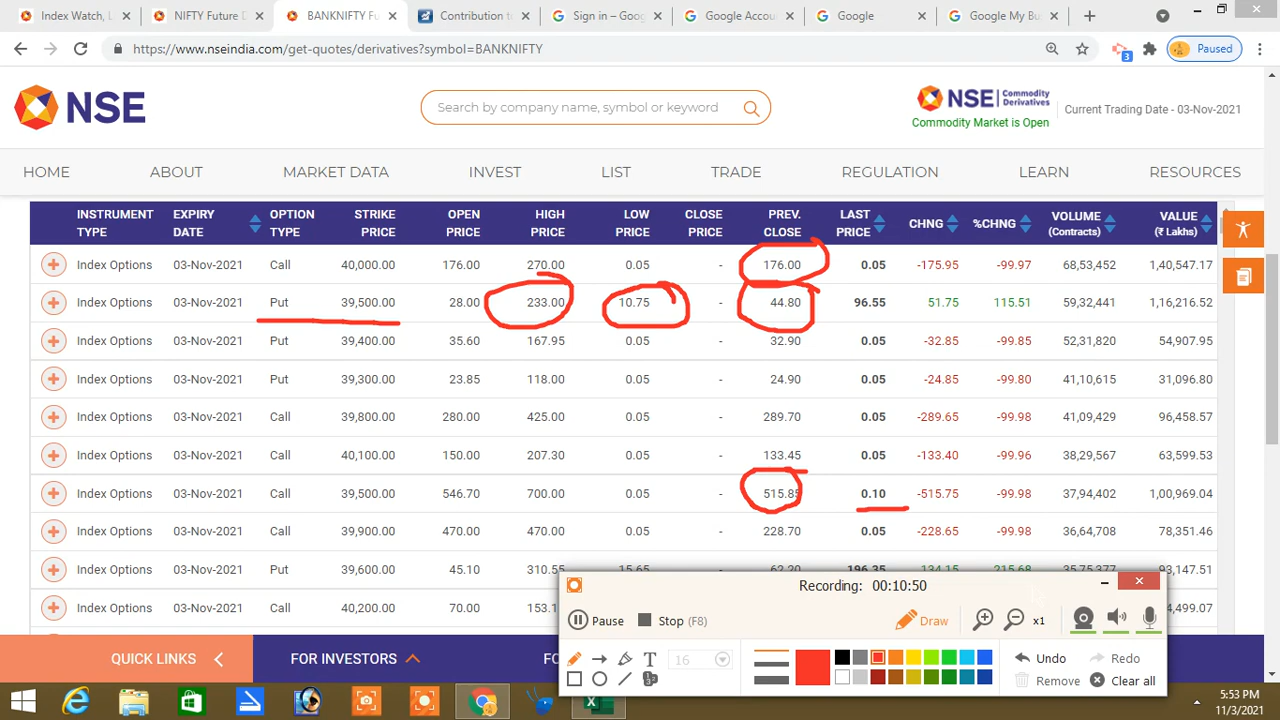 Index Watch, L
NIFTY Future D
BANKNIFTY Fu
Contribution to
Sign in – Goog
Google Accou
Google
Google My Bu
https://www.nseindia.com/get-quotes/derivatives?symbol=BANKNIFTY
3
Paused
NSE
Search by company name, symbol or keyword
NSE Commodity Derivatives
Commodity Market is Open
Current Trading Date - 03-Nov-2021
HOME ABOUT MARKET DATA INVEST LIST TRADE REGULATION LEARN RESOURCES
INSTRUMENT TYPE EXPIRY DATE OPTION TYPE STRIKE PRICE OPEN PRICE HIGH PRICE LOW PRICE CLOSE PRICE PREV. CLOSE LAST PRICE CHNG %CHNG VOLUME (Contracts) VALUE (₹ Lakhs)
Index Options 03-Nov-2021 Call 40,000.00 176.00 270.00 0.05 - 176.00 0.05 -175.95 -99.97 68,53,452 1,40,547.17
Index Options 03-Nov-2021 Put 39,500.00 28.00 233.00 10.75 - 44.80 96.55 51.75 115.51 59,32,441 1,16,216.52
Index Options 03-Nov-2021 Put 39,400.00 35.60 167.95 0.05 - 32.90 0.05 -32.85 -99.85 52,31,820 54,907.95
Index Options 03-Nov-2021 Put 39,300.00 23.85 118.00 0.05 - 24.90 0.05 -24.85 -99.80 41,10,615 31,096.80
Index Options 03-Nov-2021 Call 39,800.00 280.00 425.00 0.05 - 289.70 0.05 -289.65 -99.98 41,09,429 96,458.57
Index Options 03-Nov-2021 Call 40,100.00 150.00 207.30 0.05 - 133.45 0.05 -133.40 -99.96 38,29,567 63,599.53
Index Options 03-Nov-2021 Call 39,500.00 546.70 700.00 0.05 - 515.85 0.10 -515.75 -99.98 37,94,402 1,00,969.04
Index Options 03-Nov-2021 Call 39,900.00 470.00 470.00 0.05 - 228.70 0.05 -228.65 -99.98 36,64,708 78,351.46
Index Options 03-Nov-2021 Put 39,600.00 45.10 15.65 - 62.20 196.35 134.15 215.68 35,75,377
Index Options 03-Nov-2021 Call 40,200.00 70.00
Recording: 00:10:50
Pause Stop (F8) Draw x1
T 16 Undo Redo
Remove Clear all
QUICK LINKS FOR INVESTORS
5:53 PM
11/3/2021